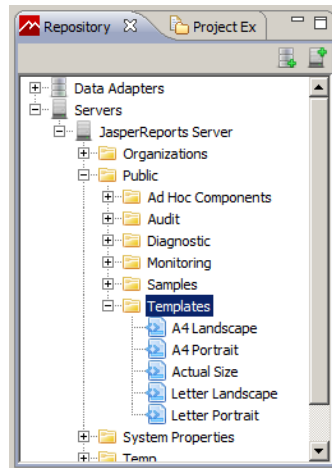 Repository Project Ex
Data Adapters
Servers
JasperReports Server
Organizations
Public
Ad Hoc Components
Audit
Diagnostic
Monitoring
Samples
Templates
A4 Landscape
A4 Portrait
Actual Size
Letter Landscape
Letter Portrait
System Properties
Temp